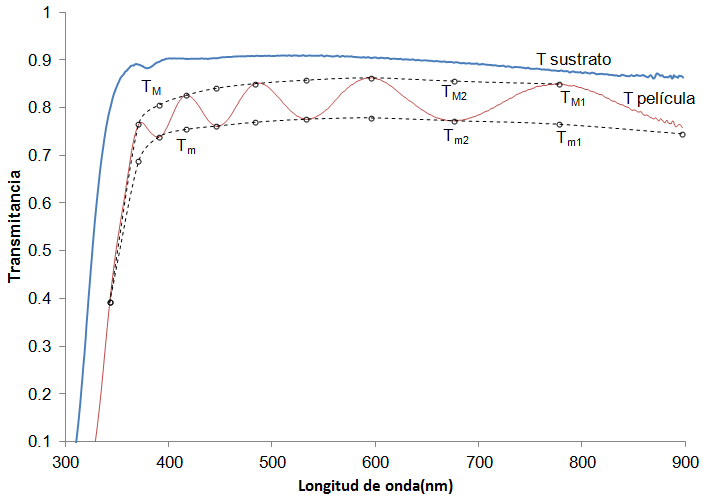 1
0.9
0.8
0.7
0.6
0.5
0.4
0.3
0.2
0.1
Transmitancia
T sustrato
T película
TM
TM2
TM1
Tm
Tm2
Tm1
300 400 500 600 700 800 900
Longitud de onda(nm)